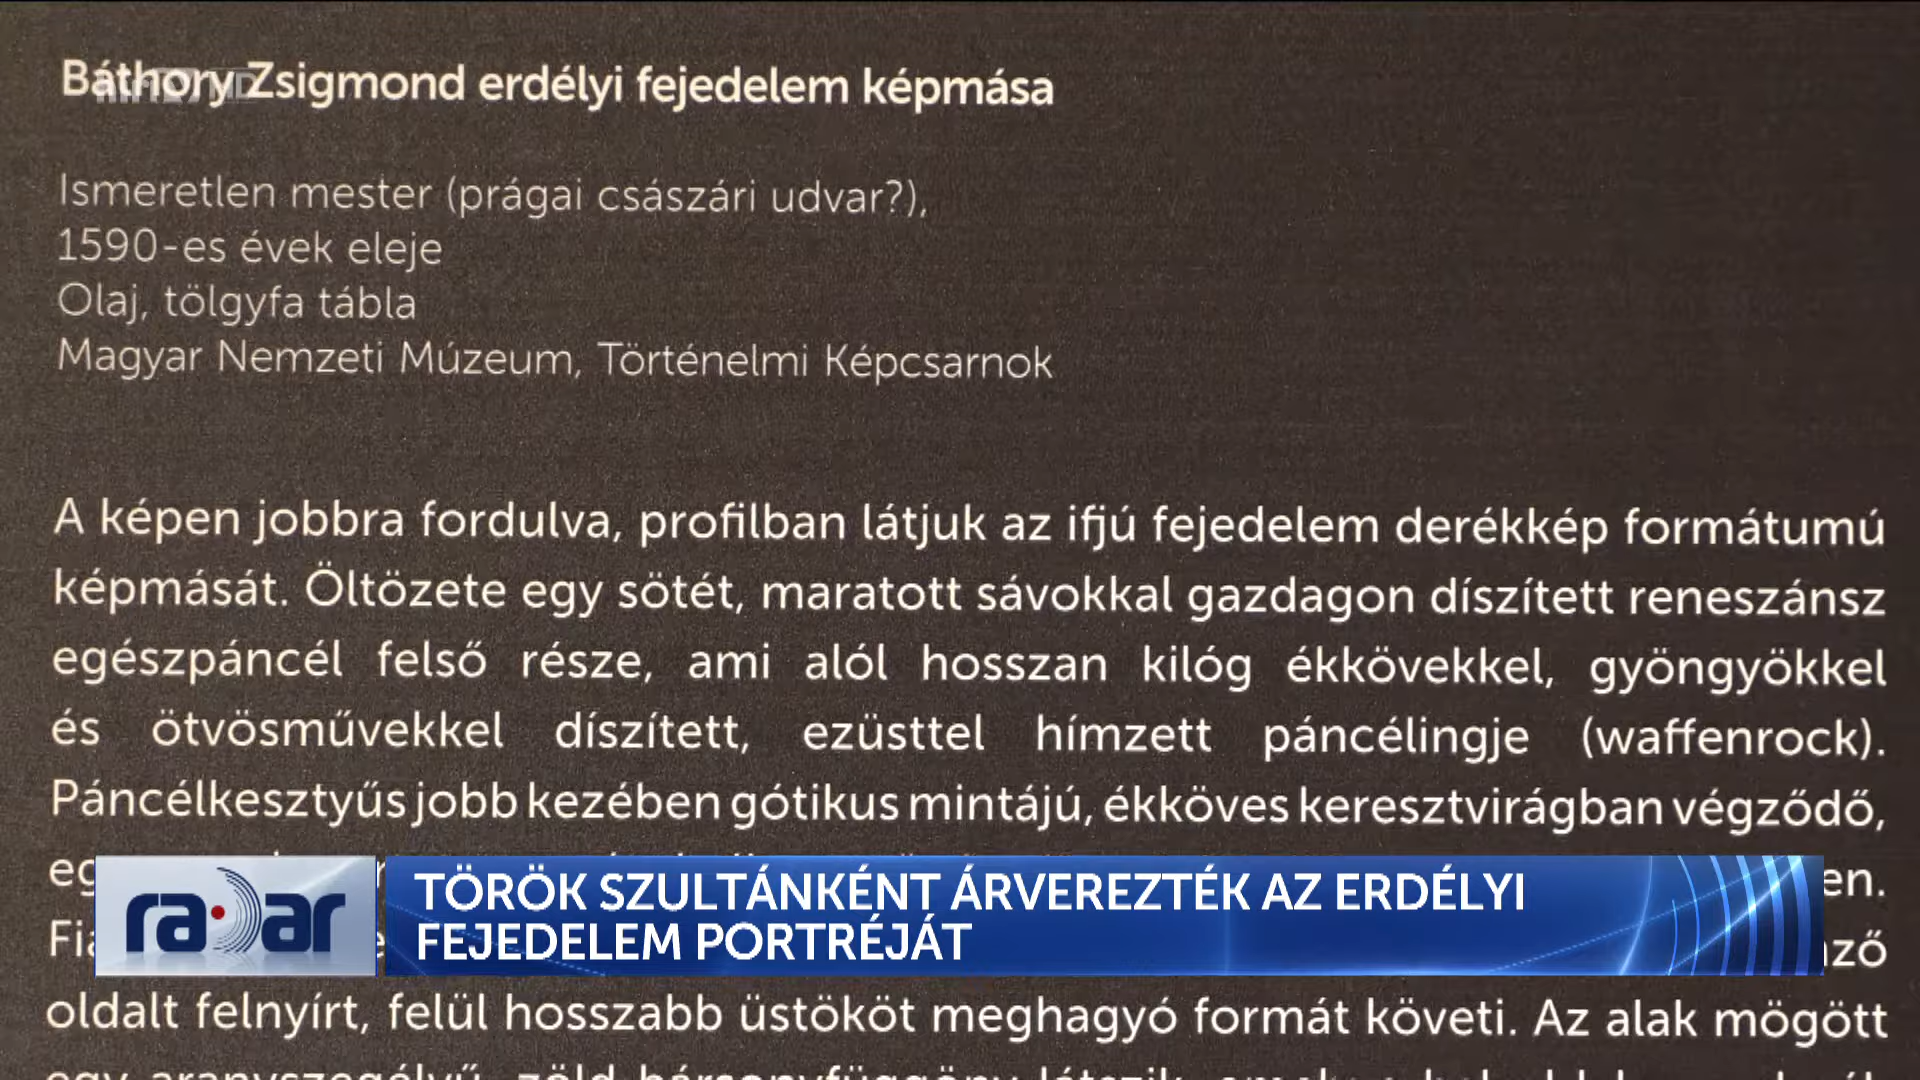 Báthory Zsigmond erdélyi fejedelem képmása
Ismeretlen mester (prágai császári udvar?),
1590-es évek eleje
Olaj, tölgyfa tábla
Magyar Nemzeti Múzeum, Történelmi Képcsarnok
A képen jobbra fordulva, profilban látjuk az ifjú fejedelem derékkép formátumú
képmását. Öltözete egy sötét, maratott sávokkal gazdagon díszített reneszánsz
egészpáncél felső része, ami alól hosszan kilóg ékkövekkel, gyöngyökkel
és ötvösművekkel díszített, ezüsttel hímzett páncélingje (waffenrock).
Páncélkesztyűs jobb kezében gótikus mintájú, ékköves keresztvirágban végződő,
radar
TÖRÖK SZULTÁNKÉNT ÁRVEREZTÉK AZ ERDÉLYI
FEJEDELEM PORTRÉJÁT
oldalt felnyírt, felül hosszabb üstököt meghagyó formát követi. Az alak mögött